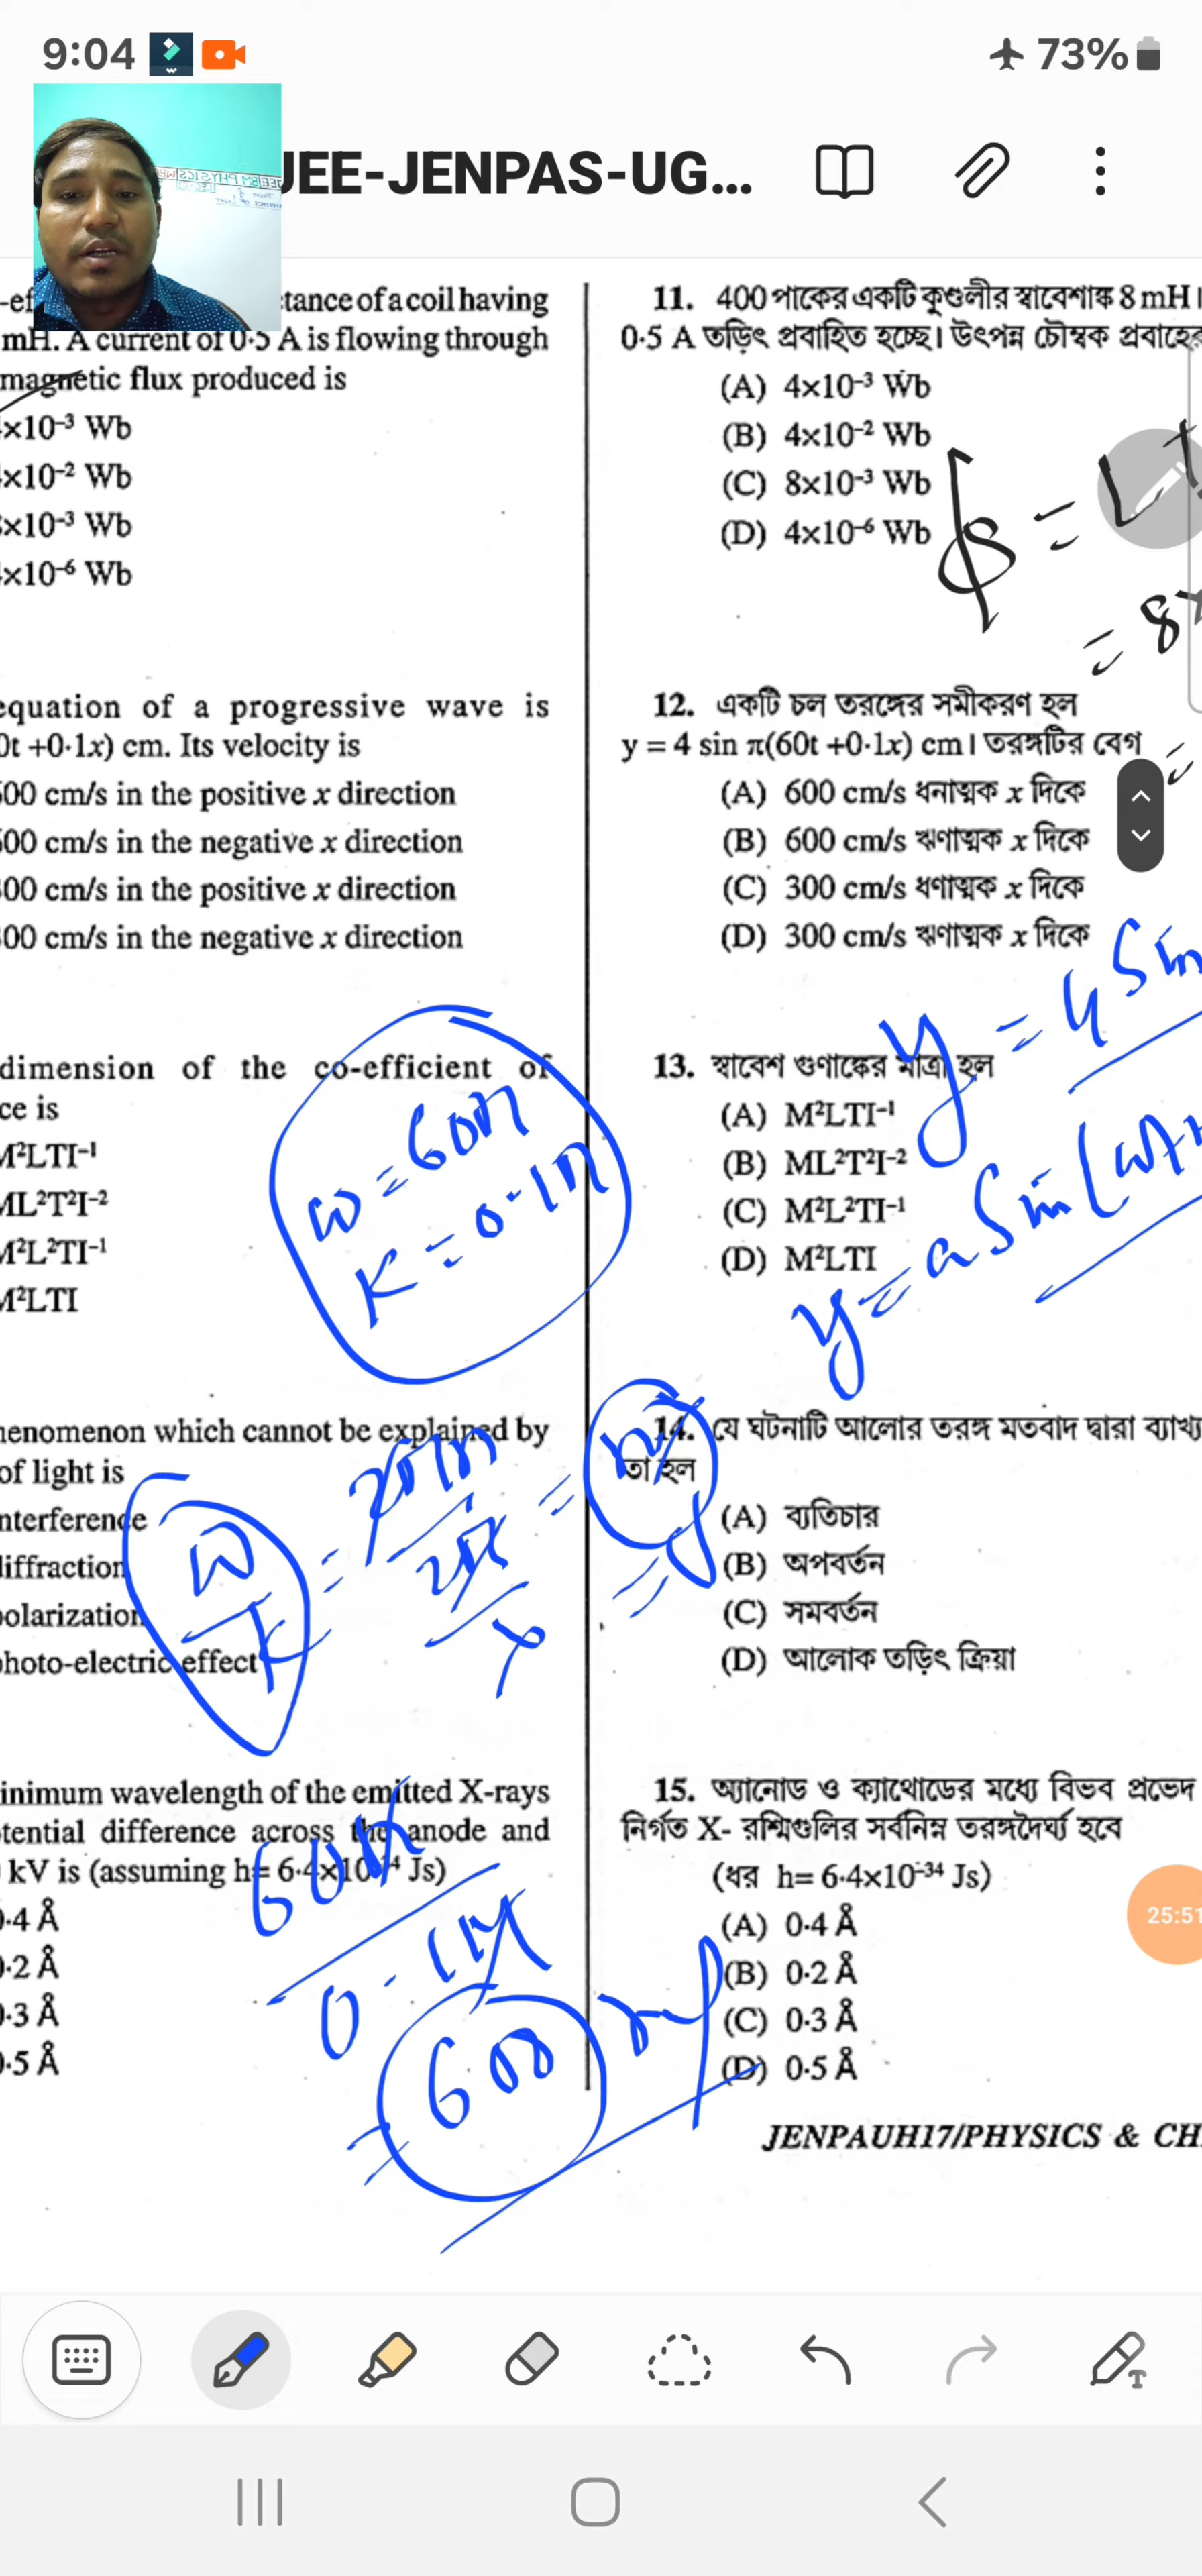 9:04
73%
JEE-JENPAS-UG...
tance of a coil having
mH. A current of 0·5 A is flowing through
magnetic flux produced is
×10⁻³ Wb
×10⁻² Wb
×10⁻³ Wb
×10⁻⁶ Wb
equation of a progressive wave is
0t +0·1x) cm. Its velocity is
00 cm/s in the positive x direction
00 cm/s in the negative x direction
00 cm/s in the positive x direction
00 cm/s in the negative x direction
dimension of the co-efficient of
ce is
M²LTI⁻¹
ML²T²I⁻²
M²L²TI⁻¹
M²LTI
ω = 60π
K = 0·1π
henomenon which cannot be explained by
of light is
nterference
diffraction
polarization
photo-electric effect
inimum wavelength of the emitted X-rays
tential difference across the anode and
kV is (assuming h= 6·4×10⁻³⁴ Js)
·4 Å
·2 Å
·3 Å
·5 Å
60π
0·1π
= 600
11. 400 পাকের একটি কুণ্ডলীর স্বাবেশাঙ্ক 8 mH।
0·5 A তড়িৎ প্রবাহিত হচ্ছে। উৎপন্ন চৌম্বক প্রবাহের
(A) 4×10⁻³ Wb
(B) 4×10⁻² Wb
(C) 8×10⁻³ Wb
(D) 4×10⁻⁶ Wb
= 8×
12. একটি চল তরঙ্গের সমীকরণ হল
y = 4 sin π(60t +0·1x) cm। তরঙ্গটির বেগ
(A) 600 cm/s ধনাত্মক x দিকে
(B) 600 cm/s ঋণাত্মক x দিকে
(C) 300 cm/s ধণাত্মক x দিকে
(D) 300 cm/s ঋণাত্মক x দিকে
y = 4 Sin
13. স্বাবেশ গুণাঙ্কের মাত্রা হল
(A) M²LTI⁻¹
(B) ML²T²I⁻²
(C) M²L²TI⁻¹
(D) M²LTI
y = a Sin (ωt+
14. যে ঘটনাটি আলোর তরঙ্গ মতবাদ দ্বারা ব্যাখ্য
তা হল
(A) ব্যতিচার
(B) অপবর্তন
(C) সমবর্তন
(D) আলোক তড়িৎ ক্রিয়া
15. অ্যানোড ও ক্যাথোডের মধ্যে বিভব প্রভেদ
নির্গত X- রশ্মিগুলির সর্বনিম্ন তরঙ্গদৈর্ঘ্য হবে
(ধর h= 6·4×10⁻³⁴ Js)
(A) 0·4 Å
(B) 0·2 Å
(C) 0·3 Å
(D) 0·5 Å
25:51
JENPAUH17/PHYSICS & CH